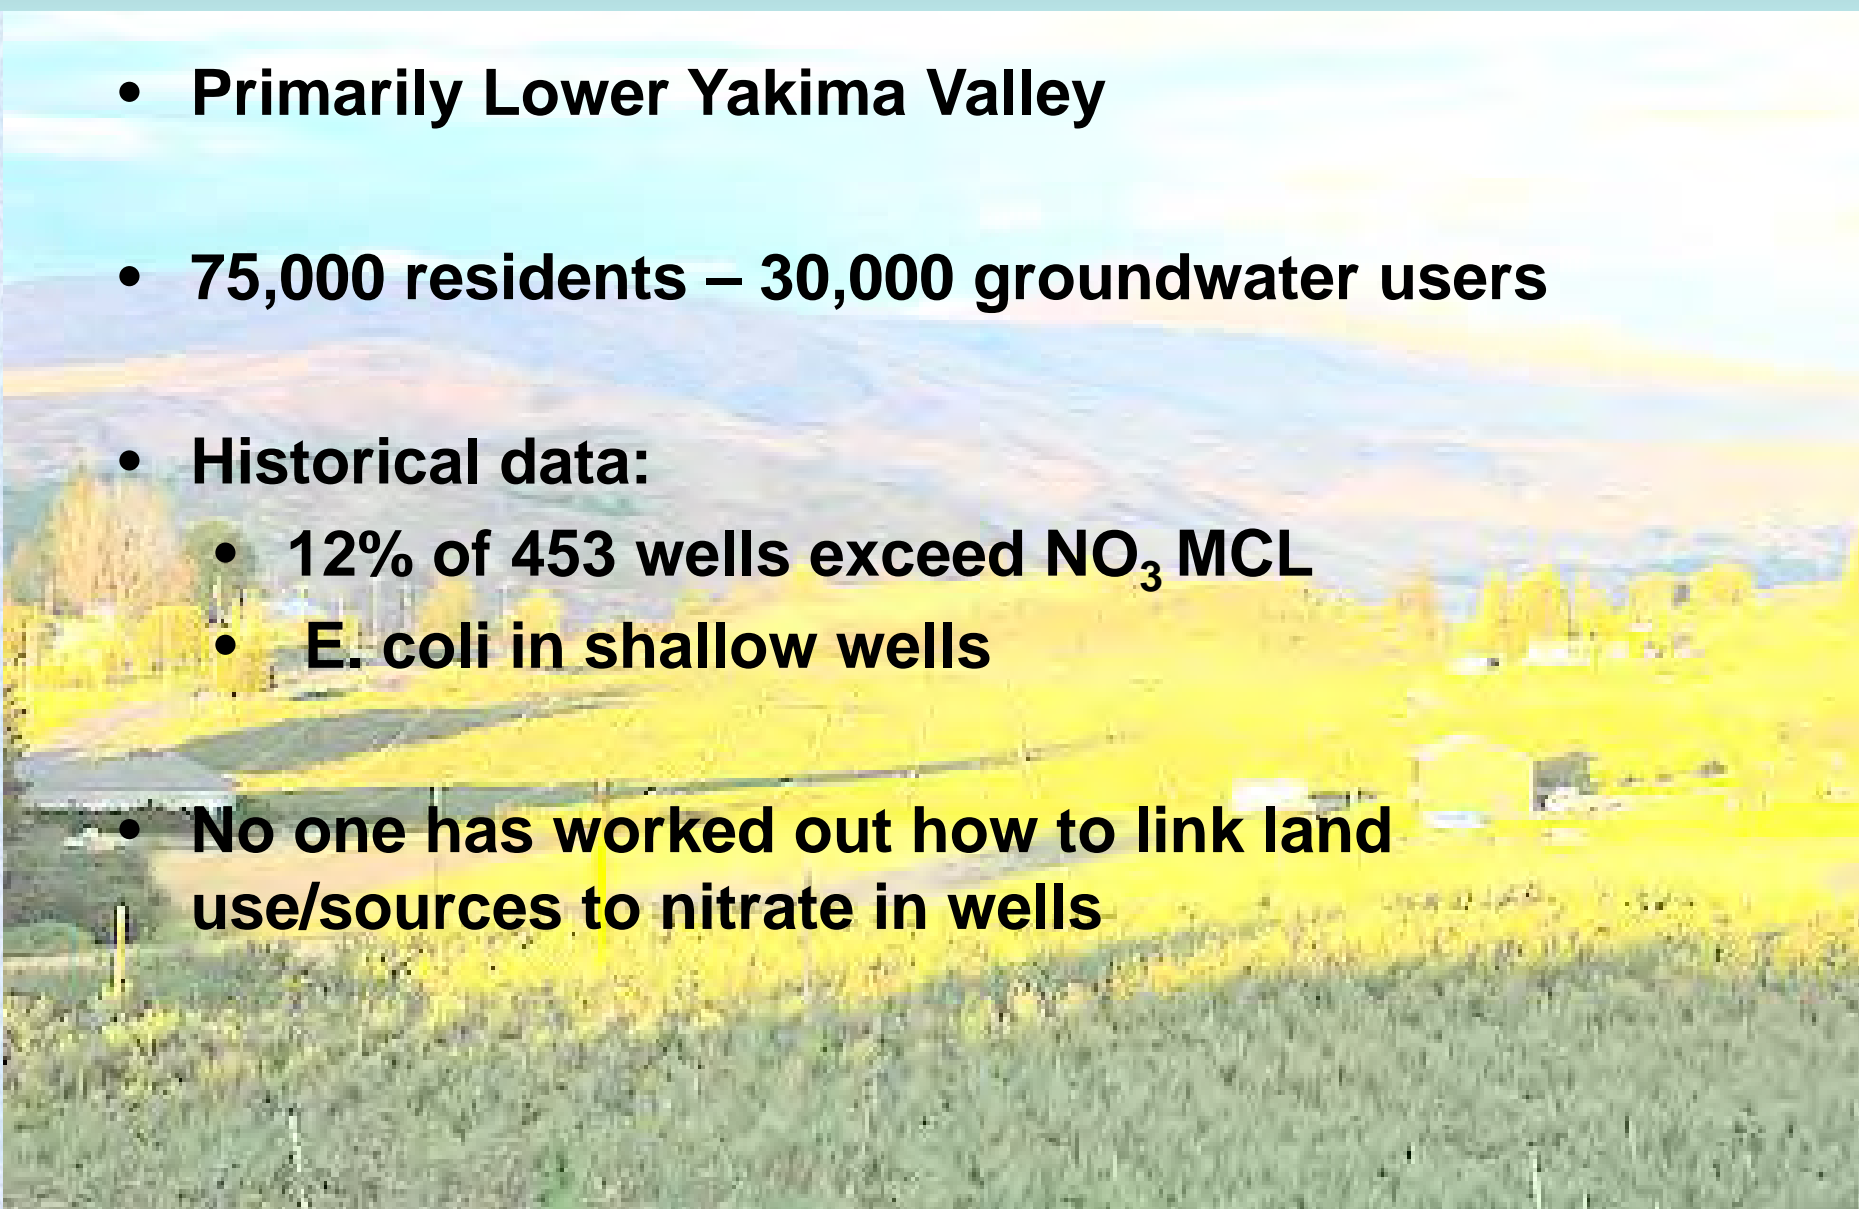 • Primarily Lower Yakima Valley
• 75,000 residents – 30,000 groundwater users
• Historical data:
• 12% of 453 wells exceed NO₃ MCL
• E. coli in shallow wells
• No one has worked out how to link land
use/sources to nitrate in wells